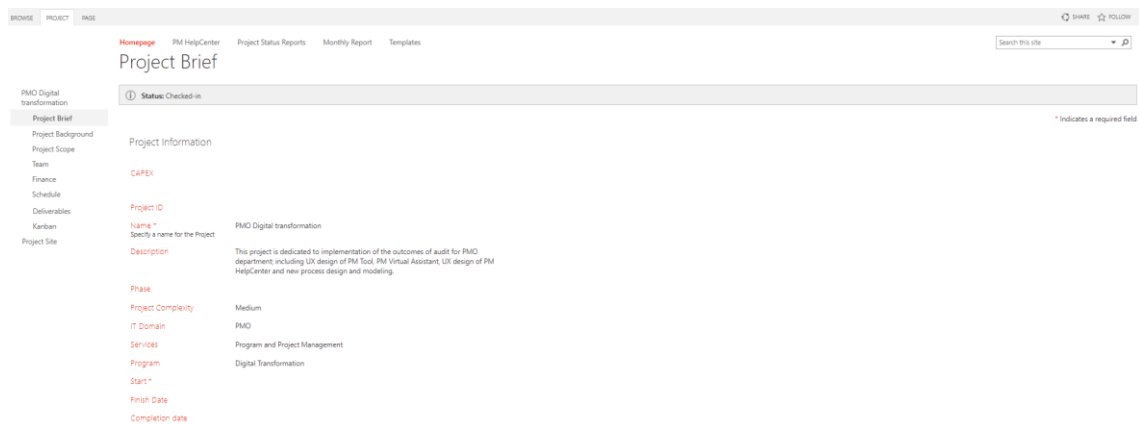 BROWSE PROJECT PAGE
SHARE FOLLOW
Homepage PM HelpCenter Project Status Reports Monthly Report Templates
Search this site
Project Brief
PMO Digital
transformation
Project Brief
Project Background
Project Scope
Team
Finance
Schedule
Deliverables
Kanban
Project Site
Status: Checked-in
* Indicates a required field
Project Information
CAPEX
Project ID
Name * PMO Digital transformation
Specify a name for the Project
Description This project is dedicated to implementation of the outcomes of audit for PMO
department; including UX design of PM Tool, PM Virtual Assistant, UX design of PM
HelpCenter and new process design and modeling.
Phase
Project Complexity Medium
IT Domain PMO
Services Program and Project Management
Program Digital Transformation
Start *
Finish Date
Completion date